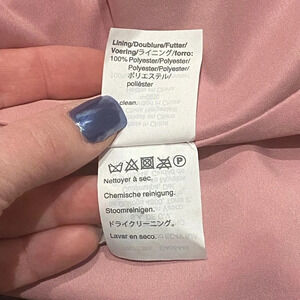 Lining/Doublure/Futter/
Voering/ライニング/forro:
100% Polyester/Polyester/
Polyester/Polyester/
ポリエステル/
poliéster
clean.
P
Nettoyer à sec.
Chemische reinigung.
Stoomreinigen.
ドライクリーニング。
Lavar en seco.